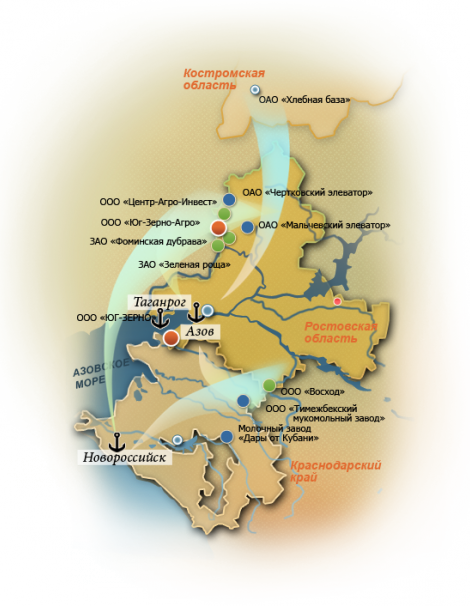 Костромская
область
ОАО «Хлебная база»
ОАО «Чертковский элеватор»
ООО «Центр-Агро-Инвест»
ООО «Юг-Зерно-Агро»
ОАО «Мальчевский элеватор»
ЗАО «Фоминская дубрава»
ЗАО «Зеленая роща»
Таганрог
ООО «ЮГ-ЗЕРНО»
Азов
Ростовская
область
АЗОВСКОЕ
МОРЕ
ООО «Восход»
ООО «Тимежбекский
мукомольный завод»
Молочный завод
«Дары от Кубани»
Новороссийск
Краснодарский
край